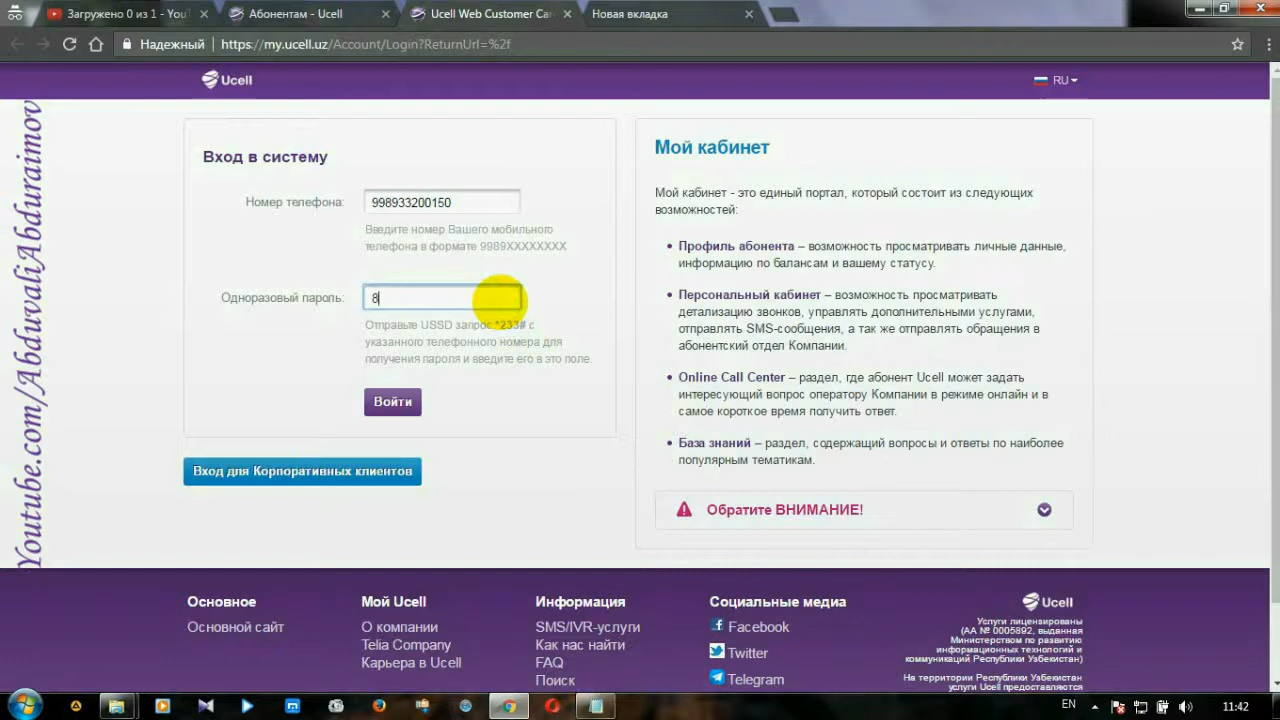 Загружено 0 из 1 - YouT
Абонентам - Ucell
Ucell Web Customer Car
Новая вкладка
Надежный
https://my.ucell.uz/Account/Login?ReturnUrl=%2f
Ucell
RU
Youtube.com/AbduvaliAbduraimov
Вход в систему
Номер телефона:
998933200150
Введите номер Вашего мобильного
телефона в формате 9989XXXXXXXX
Одноразовый пароль:
8
Отправьте USSD запрос *233# с
указанного телефонного номера для
получения пароля и введите его в это поле.
Войти
Вход для Корпоративных клиентов
Мой кабинет
Мой кабинет - это единый портал, который состоит из следующих
возможностей:
Профиль абонента – возможность просматривать личные данные,
информацию по балансам и вашему статусу.
Персональный кабинет – возможность просматривать
детализацию звонков, управлять дополнительными услугами,
отправлять SMS-сообщения, а так же отправлять обращения в
абонентский отдел Компании.
Online Call Center – раздел, где абонент Ucell может задать
интересующий вопрос оператору Компании в режиме онлайн и в
самое короткое время получить ответ.
База знаний – раздел, содержащий вопросы и ответы по наиболее
популярным тематикам.
Обратите ВНИМАНИЕ!
Основное
Основной сайт
Мой Ucell
О компании
Telia Company
Карьера в Ucell
Информация
SMS/IVR-услуги
Как нас найти
FAQ
Поиск
Социальные медиа
Facebook
Twitter
Telegram
Ucell
Услуги лицензированы
(AA № 0005892, выданная
Министерством по развитию
информационных технологий и
коммуникаций Республики Узбекистан)
На территории Республики Узбекистан
услуги Ucell предоставляются
EN
11:42